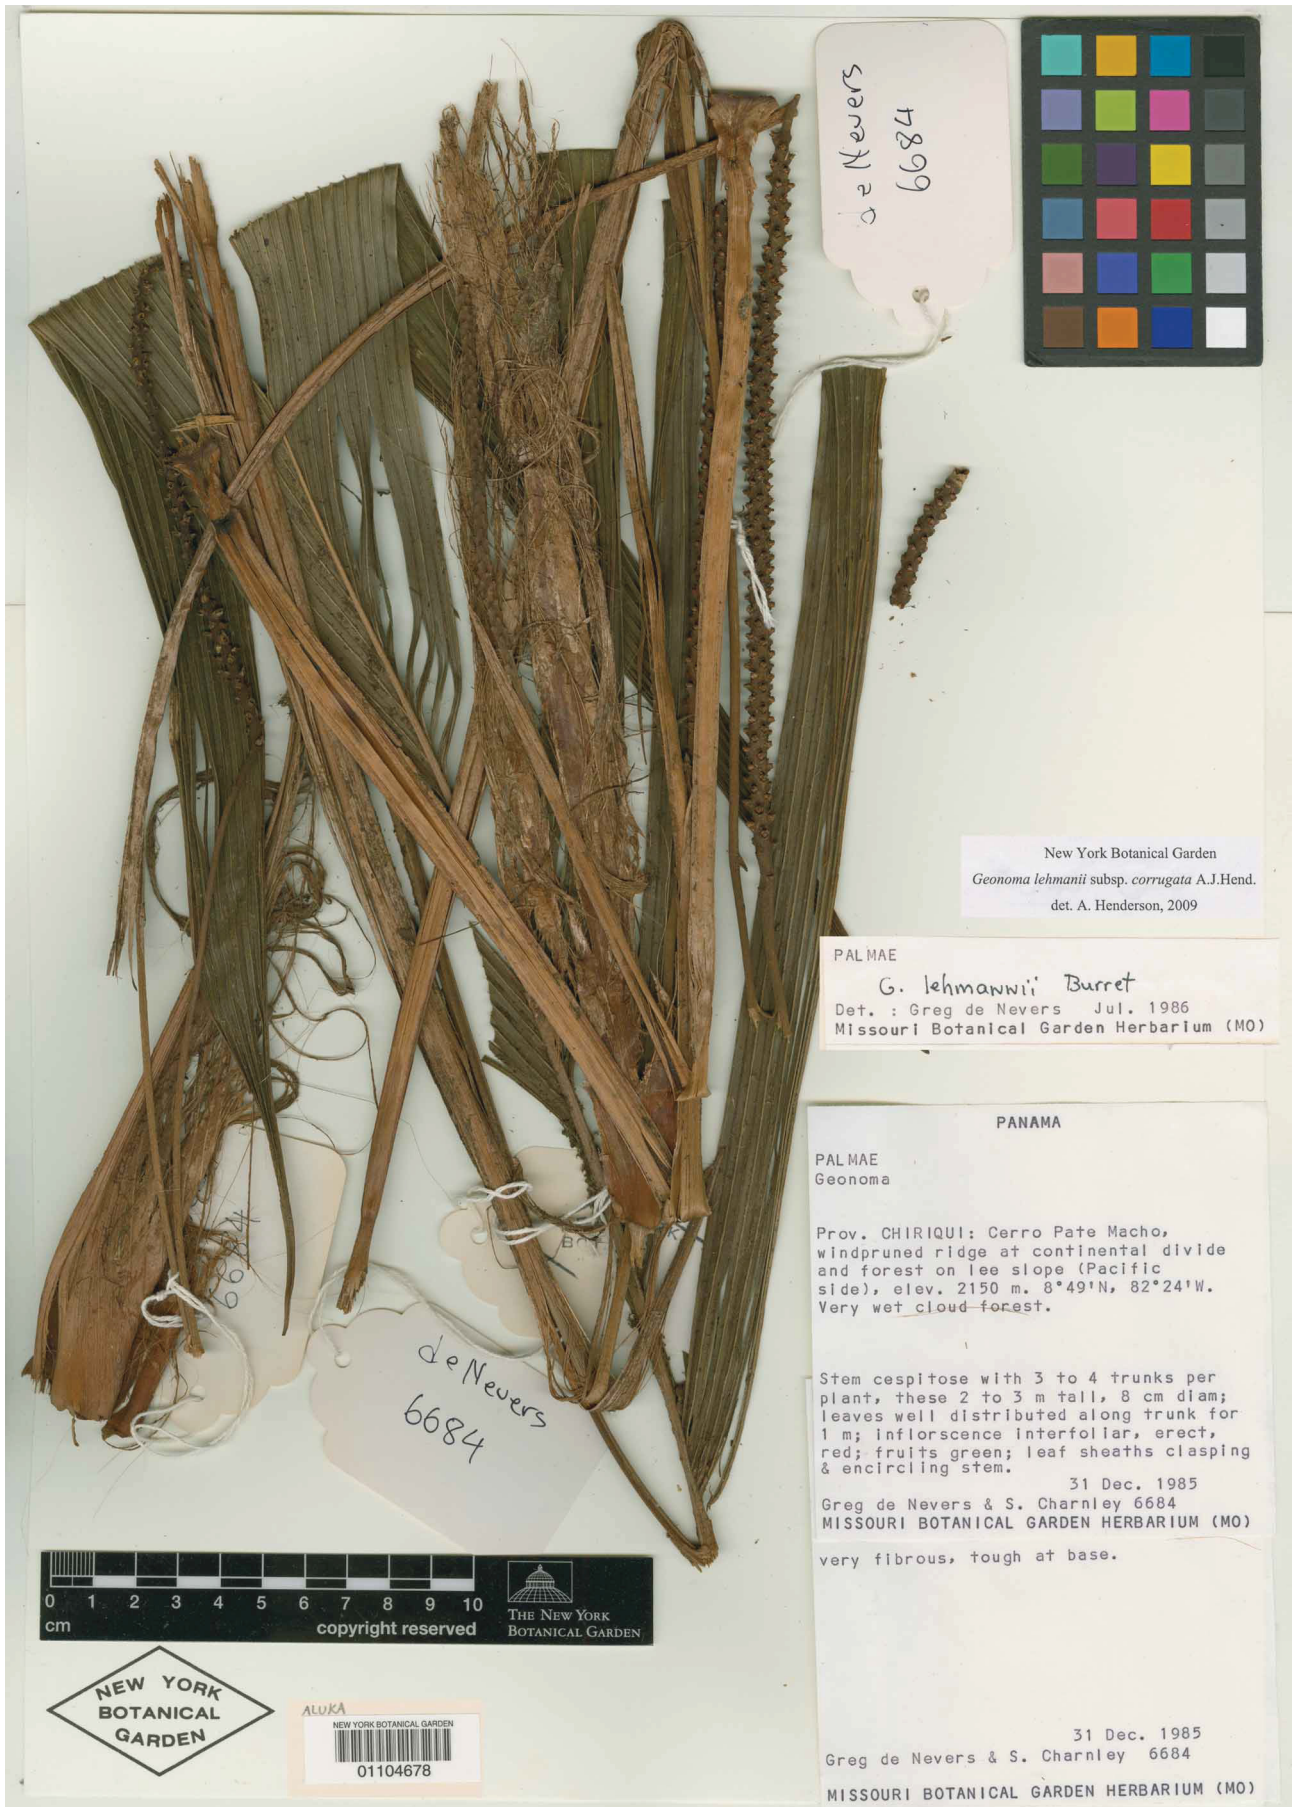 de Nevers
6684
New York Botanical Garden
Geonoma lehmanii subsp. corrugata A.J.Hend.
det. A. Henderson, 2009
PALMAE
G. lehmannii Burret
Det. : Greg de Nevers Jul. 1986
Missouri Botanical Garden Herbarium (MO)
PANAMA
PALMAE
Geonoma
Prov. CHIRIQUI: Cerro Pate Macho,
windpruned ridge at continental divide
and forest on lee slope (Pacific
side), elev. 2150 m. 8°49'N, 82°24'W.
Very wet cloud forest.
Stem cespitose with 3 to 4 trunks per
plant, these 2 to 3 m tall, 8 cm diam;
leaves well distributed along trunk for
1 m; inflorscence interfoliar, erect,
red; fruits green; leaf sheaths clasping
& encircling stem.
31 Dec. 1985
Greg de Nevers & S. Charnley 6684
MISSOURI BOTANICAL GARDEN HERBARIUM (MO)
very fibrous, tough at base.
31 Dec. 1985
Greg de Nevers & S. Charnley 6684
MISSOURI BOTANICAL GARDEN HERBARIUM (MO)
6684
de Nevers
6684
0 1 2 3 4 5 6 7 8 9 10
cm
copyright reserved
THE NEW YORK
BOTANICAL GARDEN
NEW YORK
BOTANICAL
GARDEN
ALUKA
NEW YORK BOTANICAL GARDEN
01104678